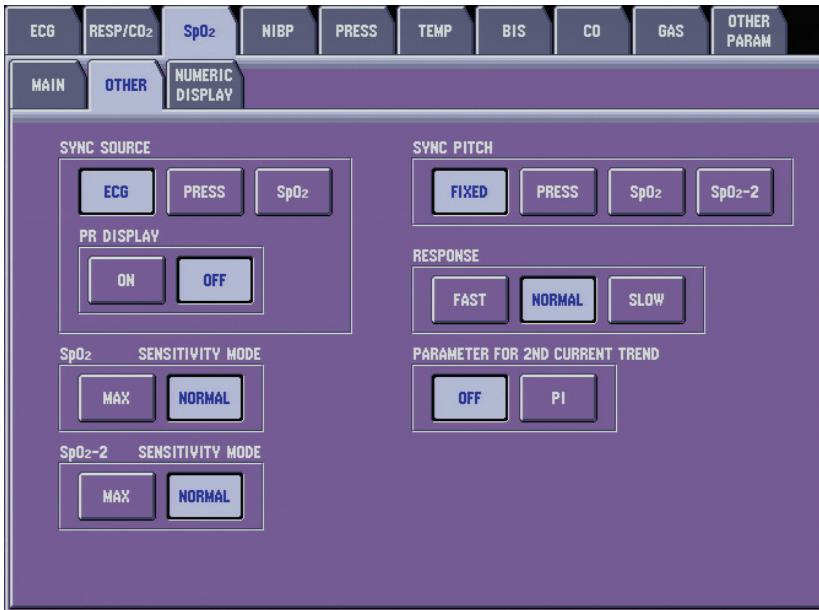 ECG RESP/CO₂ SpO₂ NIBP PRESS TEMP BIS CO GAS OTHER PARAM
MAIN OTHER NUMERIC DISPLAY
SYNC SOURCE
ECG PRESS SpO₂
PR DISPLAY
ON OFF
SpO₂ SENSITIVITY MODE
MAX NORMAL
SpO₂-2 SENSITIVITY MODE
MAX NORMAL
SYNC PITCH
FIXED PRESS SpO₂ SpO₂-2
RESPONSE
FAST NORMAL SLOW
PARAMETER FOR 2ND CURRENT TREND
OFF PI